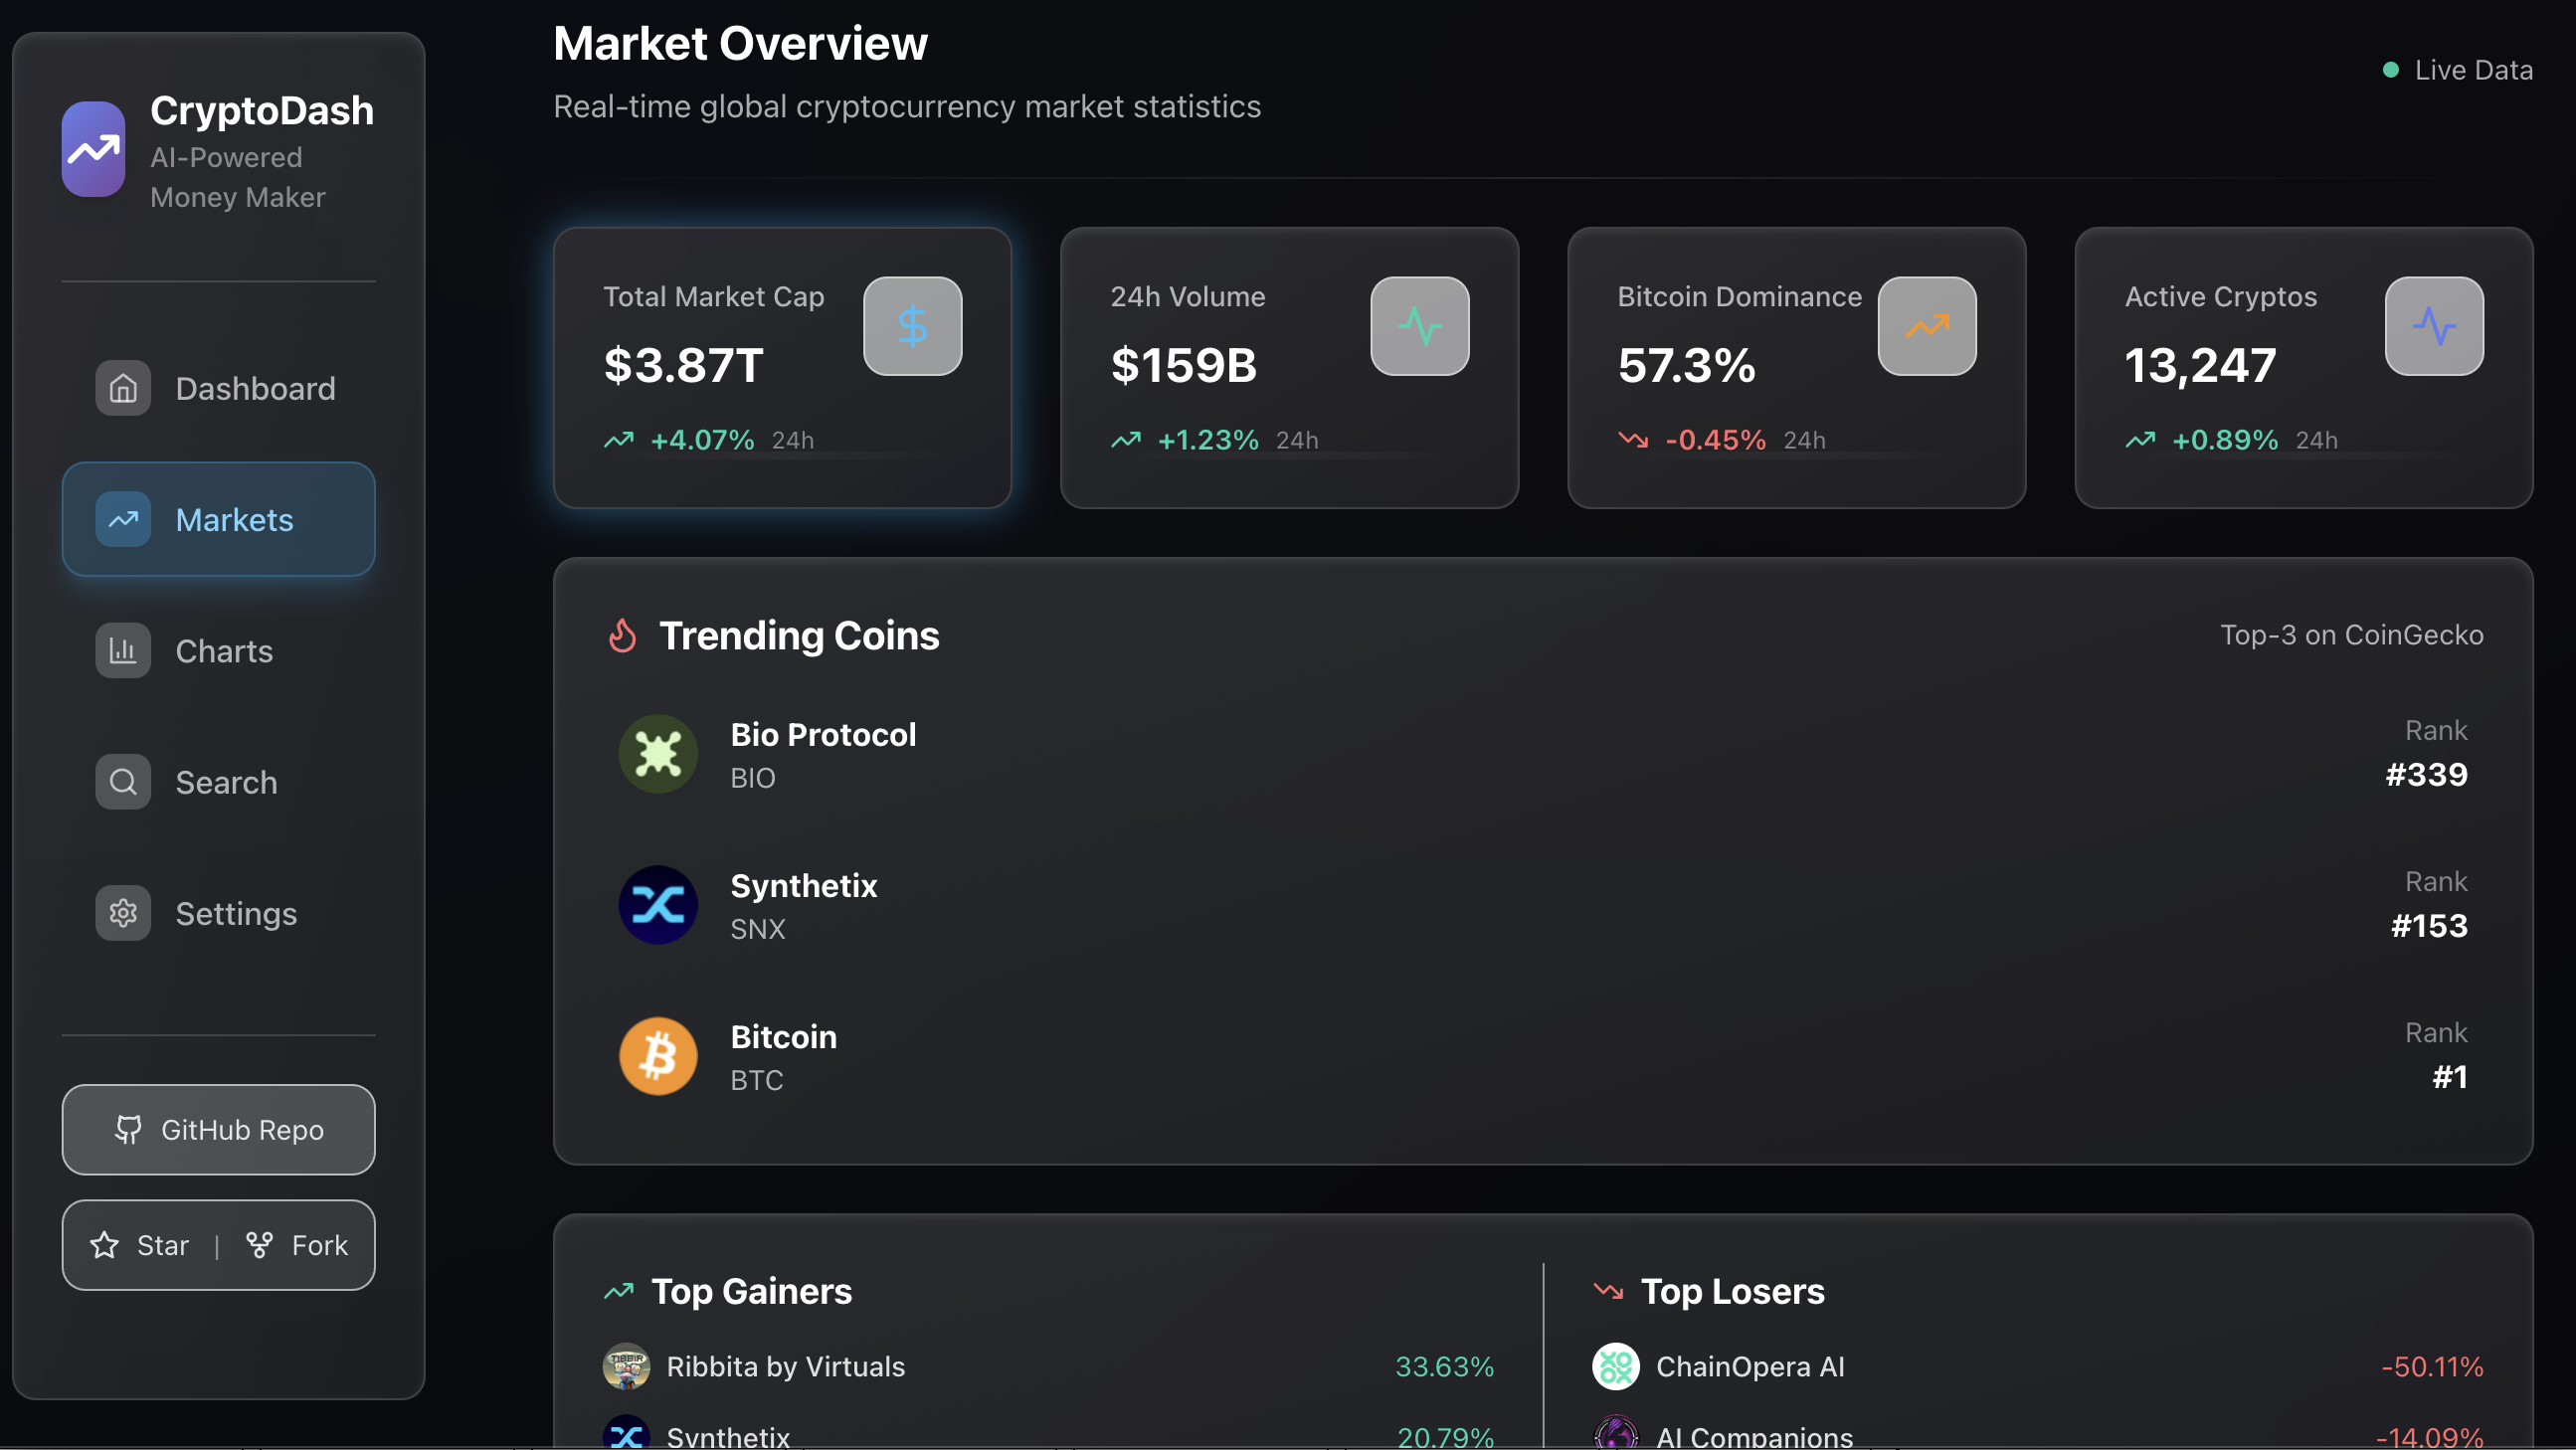 CryptoDash
AI-Powered
Money Maker
Dashboard
Markets
Charts
Search
Settings
GitHub Repo
Star | Fork
Market Overview
Real-time global cryptocurrency market statistics
Live Data
Total Market Cap
$3.87T
+4.07% 24h
24h Volume
$159B
+1.23% 24h
Bitcoin Dominance
57.3%
-0.45% 24h
Active Cryptos
13,247
+0.89% 24h
Trending Coins
Top-3 on CoinGecko
Bio Protocol
BIO
Rank
#339
Synthetix
SNX
Rank
#153
Bitcoin
BTC
Rank
#1
Top Gainers
Ribbita by Virtuals 33.63%
Synthetix 20.79%
Top Losers
ChainOpera AI -50.11%
AI Companions -14.09%